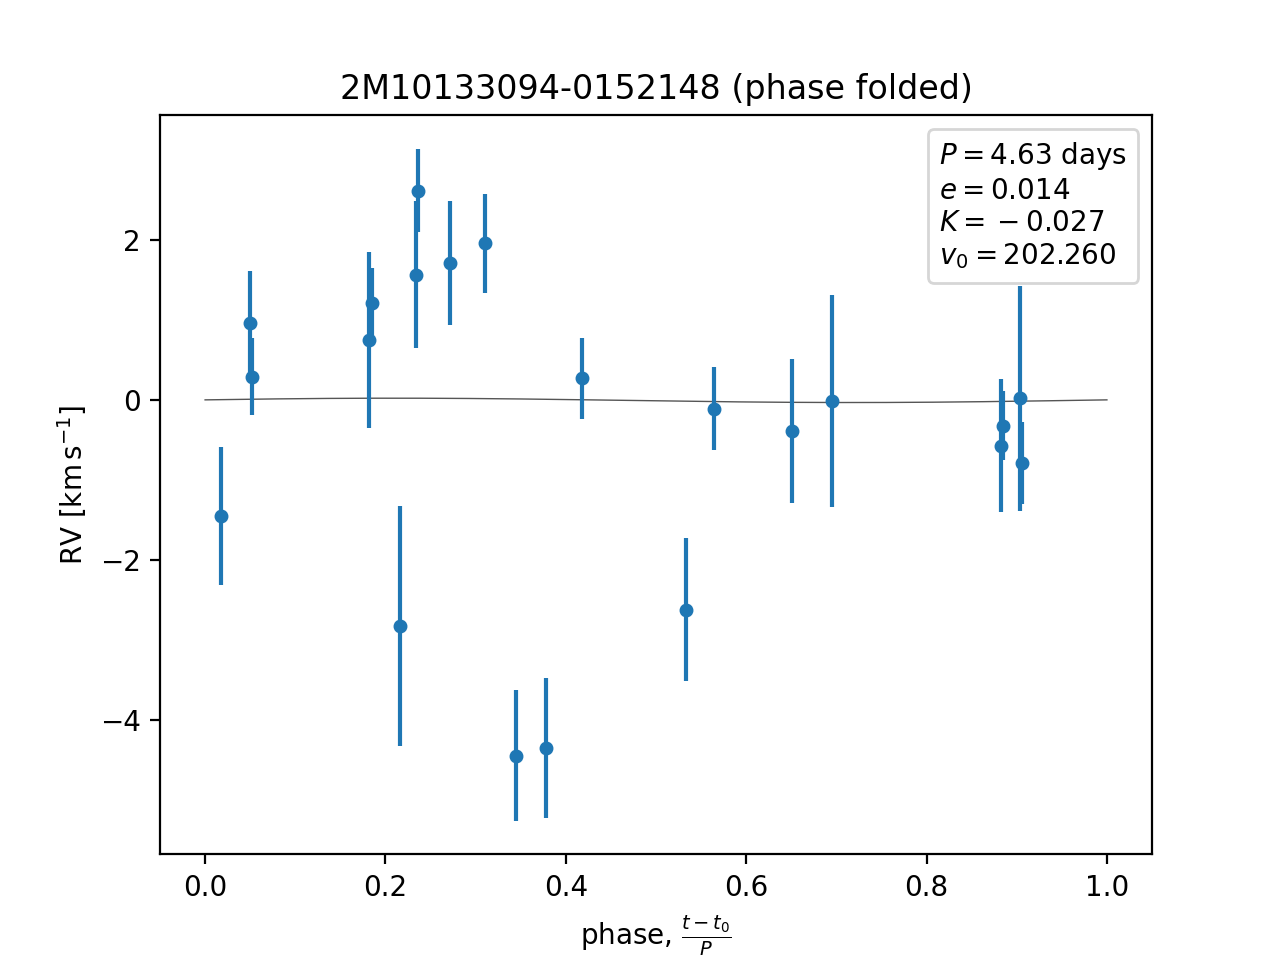 2M10133094-0152148 (phase folded)
P = 4.63 days
e = 0.014
K = −0.027
v₀ = 202.260
RV [km s⁻¹]
2
0
−2
−4
0.0 0.2 0.4 0.6 0.8 1.0
phase, (t − t₀)/P